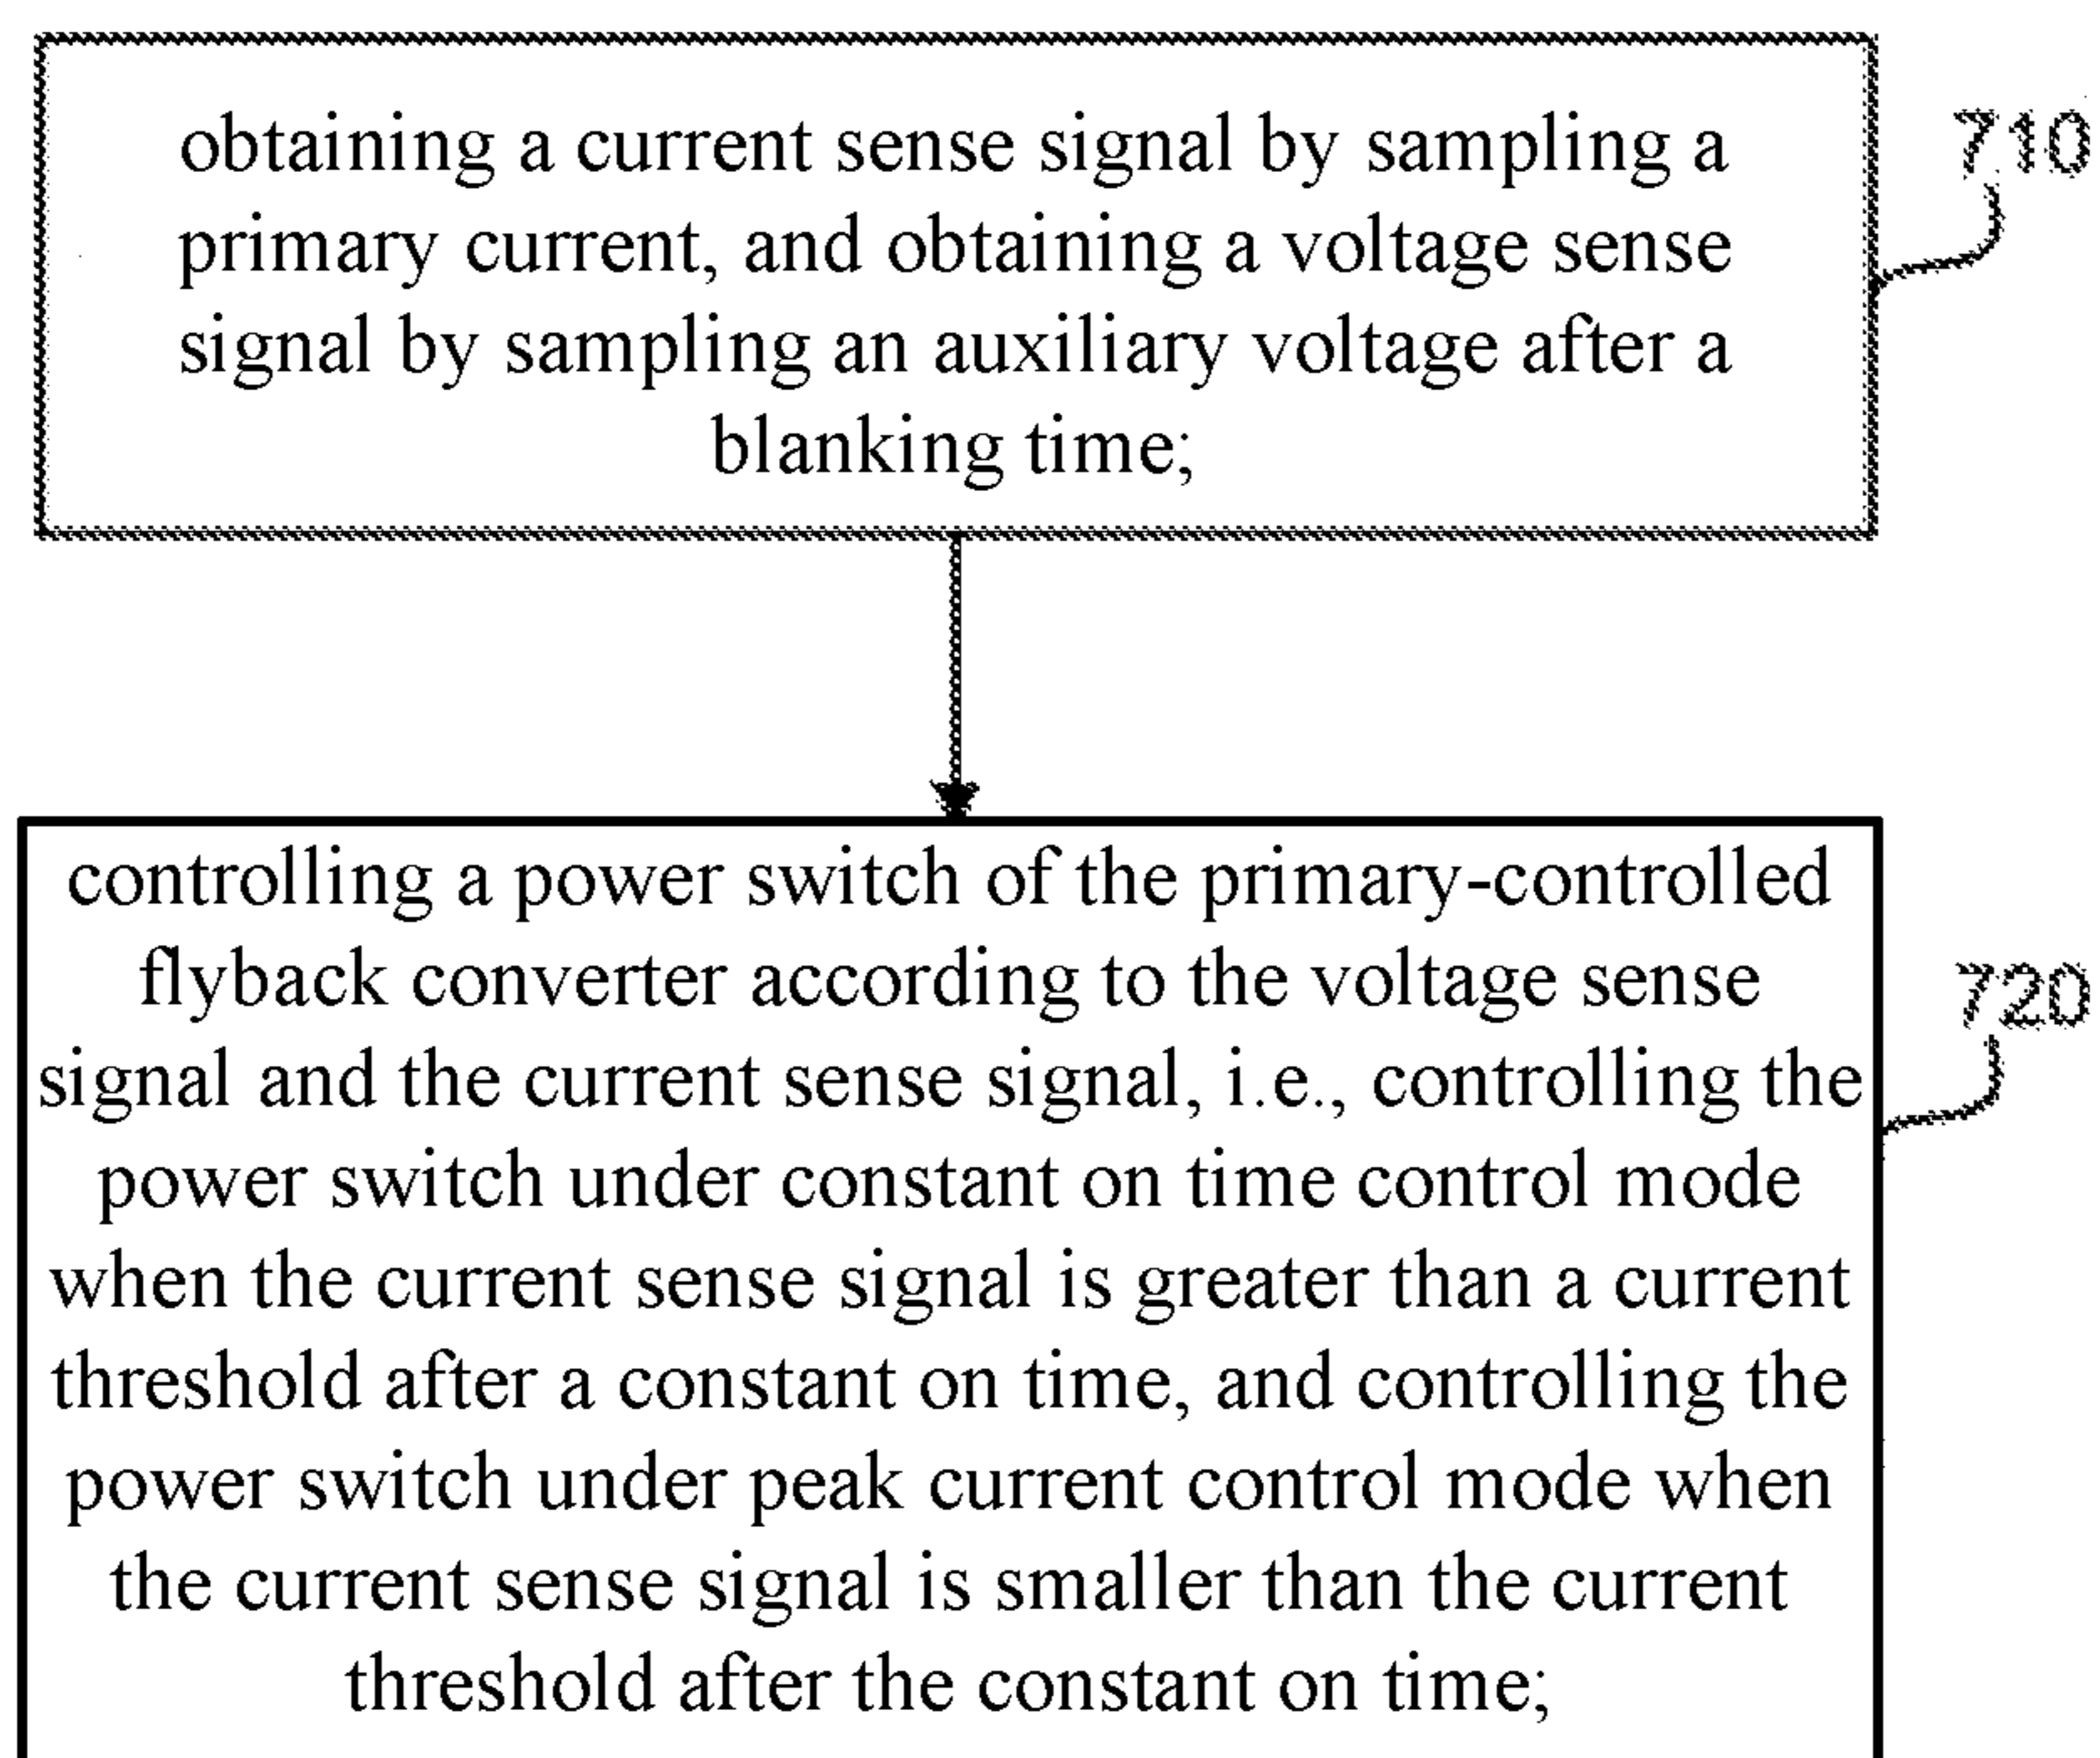 obtaining a current sense signal by sampling a
710
primary current, and obtaining a voltage sense
signal by sampling an auxiliary voltage after a
blanking time;
controlling a power switch of the primary-controlled
flyback converter according to the voltage sense
720
signal and the current sense signal, i.e., controlling the
power switch under constant on time control mode
when the current sense signal is greater than a current
threshold after a constant on time, and controlling the
power switch under peak current control mode when
the current sense signal is smaller than the current
threshold after the constant on time;